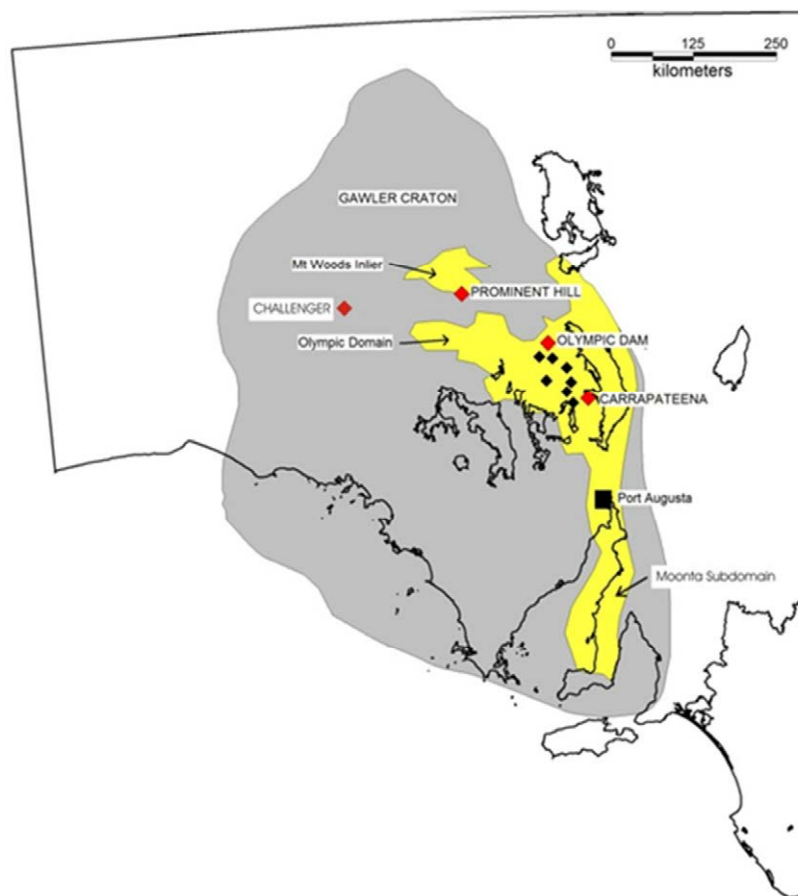 0 125 250
kilometers
GAWLER CRATON
Mt Woods Inlier
PROMINENT HILL
CHALLENGER
Olympic Domain
OLYMPIC DAM
CARRAPATEENA
Port Augusta
Moonta Subdomain